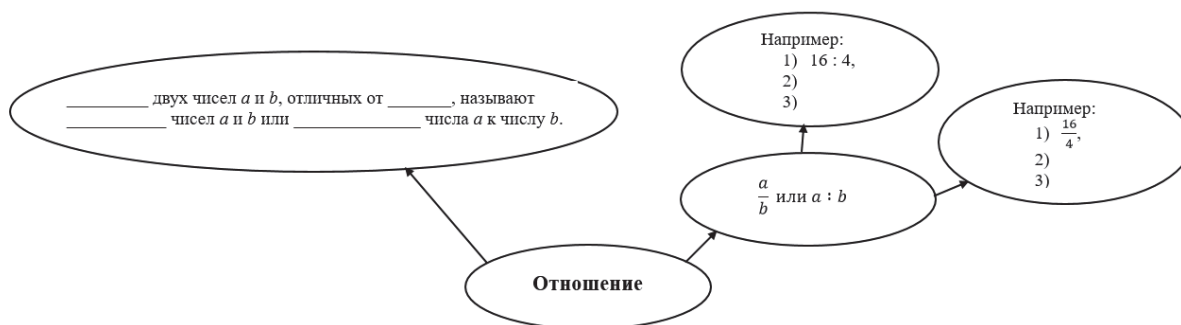 _________ двух чисел a и b, отличных от _______, называют
___________ чисел a и b или ______________ числа a к числу b.
Например:
1) 16 : 4,
2)
3)
Например:
1) 16/4,
2)
3)
a/b или a : b
Отношение